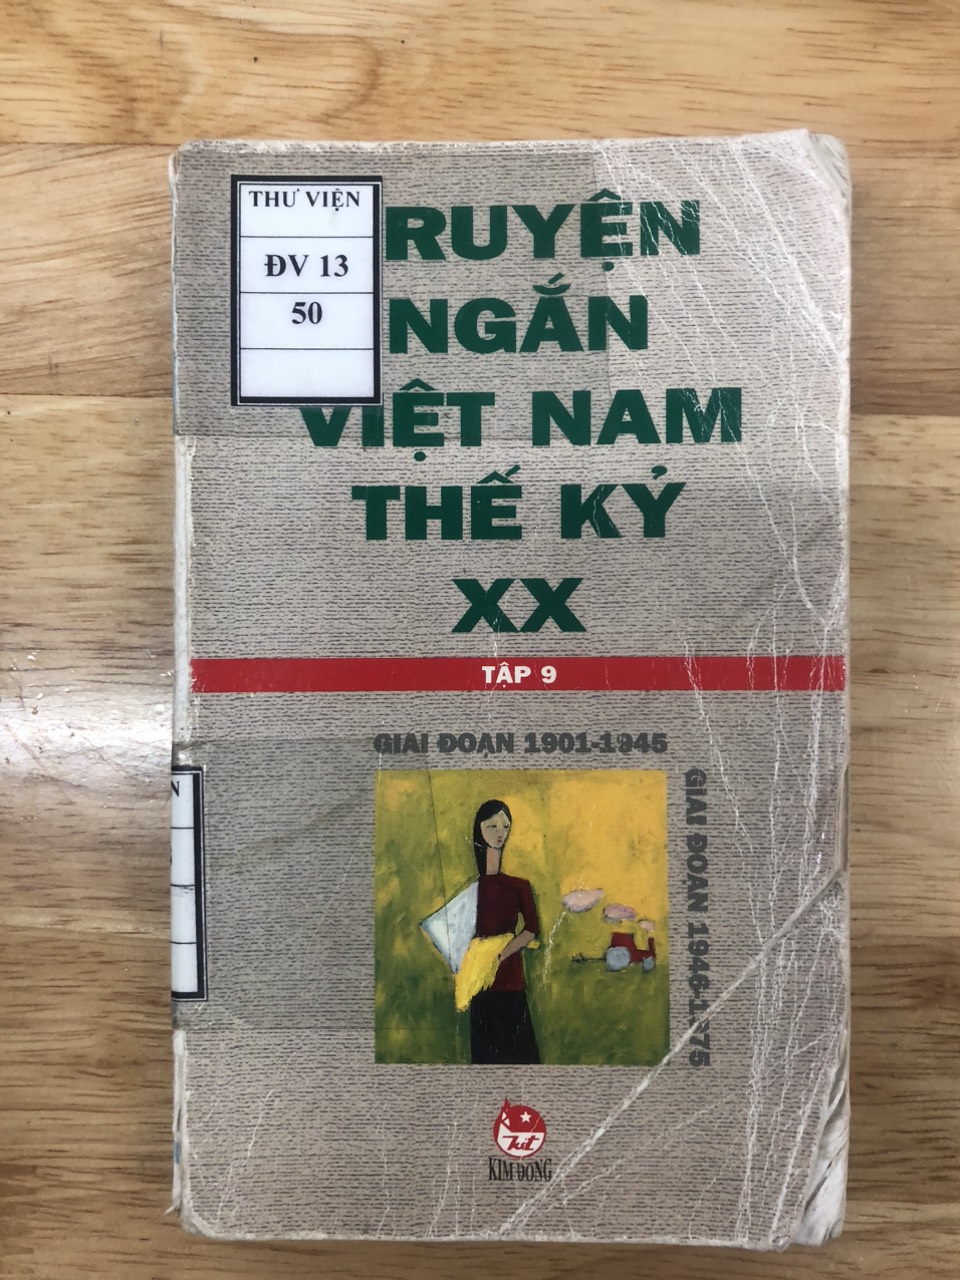 THƯ VIỆN
ĐV 13
50
RUYỆN
NGẮN
VIỆT NAM
THẾ KỶ
XX
TẬP 9
GIAI ĐOẠN 1901-1945
GIAI ĐOẠN 1946-1975
N
KIM ĐỒNG